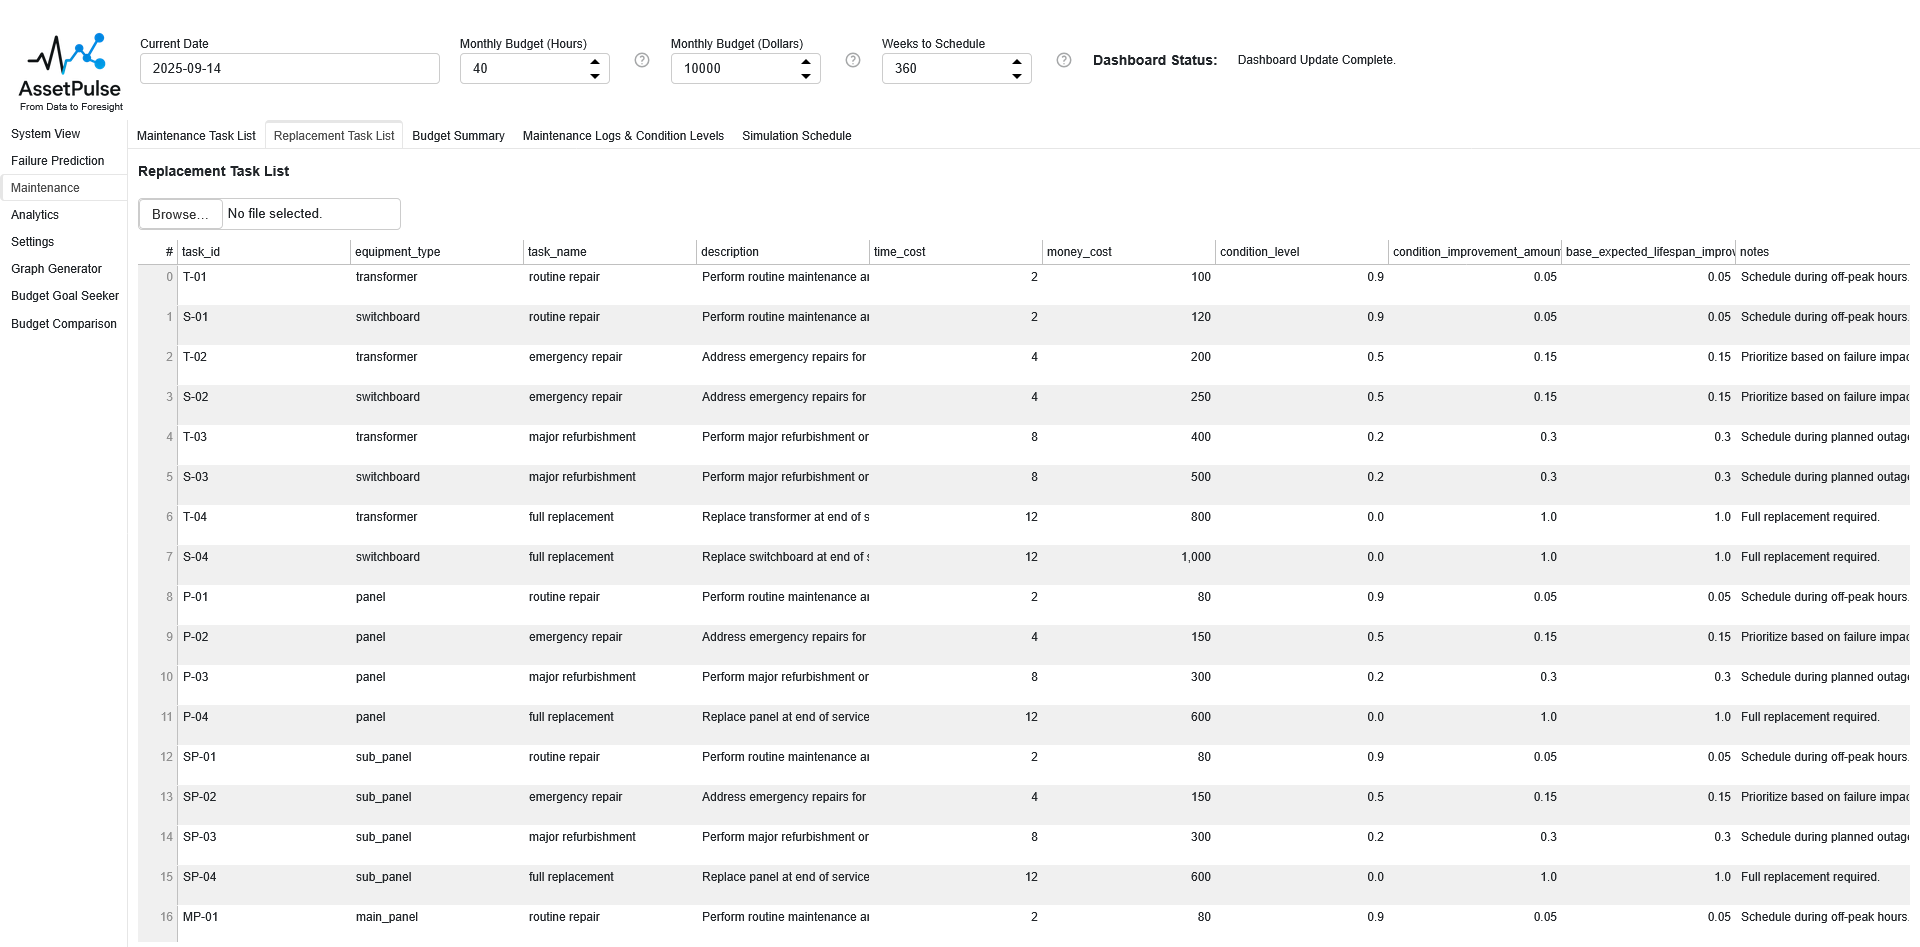 AssetPulse
From Data to Foresight
Current Date
2025-09-14
Monthly Budget (Hours)
40
Monthly Budget (Dollars)
10000
Weeks to Schedule
360
Dashboard Status: Dashboard Update Complete.
System View
Failure Prediction
Maintenance
Analytics
Settings
Graph Generator
Budget Goal Seeker
Budget Comparison
Maintenance Task List Replacement Task List Budget Summary Maintenance Logs & Condition Levels Simulation Schedule
Replacement Task List
Browse... No file selected.
# task_id equipment_type task_name description time_cost money_cost condition_level condition_improvement_amoun base_expected_lifespan_improv notes
0 T-01 transformer routine repair Perform routine maintenance ar 2 100 0.9 0.05 0.05 Schedule during off-peak hours.
1 S-01 switchboard routine repair Perform routine maintenance ar 2 120 0.9 0.05 0.05 Schedule during off-peak hours.
2 T-02 transformer emergency repair Address emergency repairs for 4 200 0.5 0.15 0.15 Prioritize based on failure impac
3 S-02 switchboard emergency repair Address emergency repairs for 4 250 0.5 0.15 0.15 Prioritize based on failure impac
4 T-03 transformer major refurbishment Perform major refurbishment or 8 400 0.2 0.3 0.3 Schedule during planned outage
5 S-03 switchboard major refurbishment Perform major refurbishment or 8 500 0.2 0.3 0.3 Schedule during planned outage
6 T-04 transformer full replacement Replace transformer at end of s 12 800 0.0 1.0 1.0 Full replacement required.
7 S-04 switchboard full replacement Replace switchboard at end of s 12 1,000 0.0 1.0 1.0 Full replacement required.
8 P-01 panel routine repair Perform routine maintenance ar 2 80 0.9 0.05 0.05 Schedule during off-peak hours.
9 P-02 panel emergency repair Address emergency repairs for 4 150 0.5 0.15 0.15 Prioritize based on failure impac
10 P-03 panel major refurbishment Perform major refurbishment or 8 300 0.2 0.3 0.3 Schedule during planned outage
11 P-04 panel full replacement Replace panel at end of service 12 600 0.0 1.0 1.0 Full replacement required.
12 SP-01 sub_panel routine repair Perform routine maintenance ar 2 80 0.9 0.05 0.05 Schedule during off-peak hours.
13 SP-02 sub_panel emergency repair Address emergency repairs for 4 150 0.5 0.15 0.15 Prioritize based on failure impac
14 SP-03 sub_panel major refurbishment Perform major refurbishment or 8 300 0.2 0.3 0.3 Schedule during planned outage
15 SP-04 sub_panel full replacement Replace panel at end of service 12 600 0.0 1.0 1.0 Full replacement required.
16 MP-01 main_panel routine repair Perform routine maintenance ar 2 80 0.9 0.05 0.05 Schedule during off-peak hours.